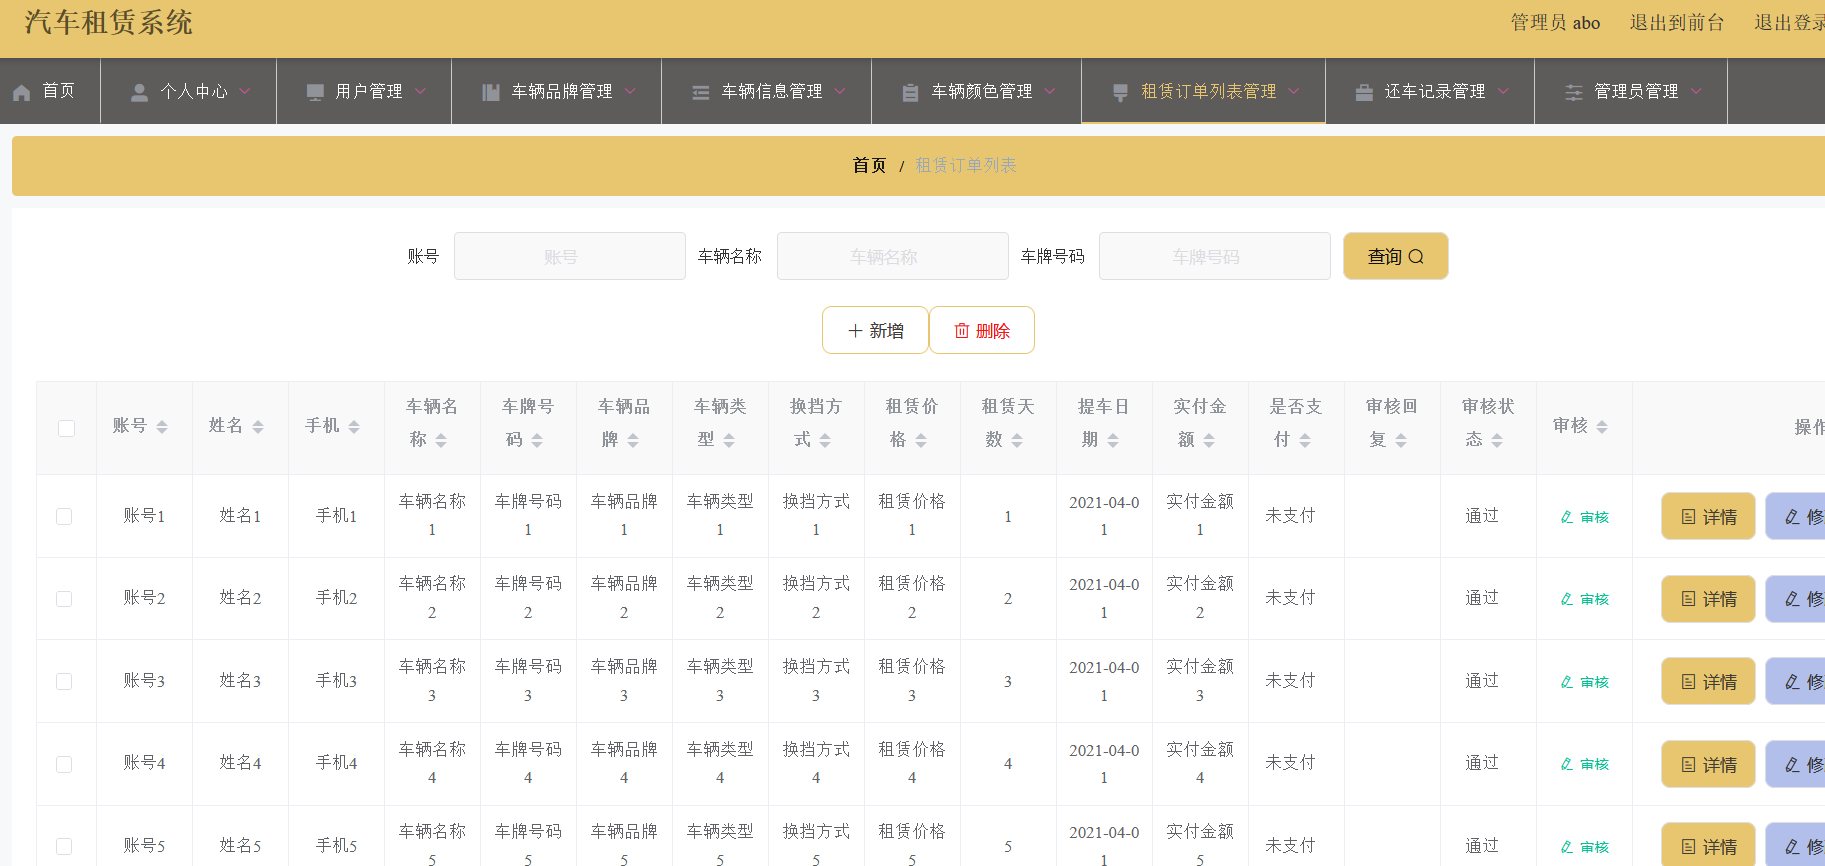 汽车租赁系统 管理员 abo 退出到前台 退出登录
首页 个人中心 用户管理 车辆品牌管理 车辆信息管理 车辆颜色管理 租赁订单列表管理 还车记录管理 管理员管理
首页 / 租赁订单列表
账号 账号 车辆名称 车辆名称 车牌号码 车牌号码 查询
新增 删除
账号 姓名 手机 车辆名称 车牌号码 车辆品牌 车辆类型 换挡方式 租赁价格 租赁天数 提车日期 实付金额 是否支付 审核回复 审核状态 审核 操作
账号1 姓名1 手机1 车辆名称1 车牌号码1 车辆品牌1 车辆类型1 换挡方式1 租赁价格1 1 2021-04-01 实付金额1 未支付 通过 审核 详情 修
账号2 姓名2 手机2 车辆名称2 车牌号码2 车辆品牌2 车辆类型2 换挡方式2 租赁价格2 2 2021-04-01 实付金额2 未支付 通过 审核 详情 修
账号3 姓名3 手机3 车辆名称3 车牌号码3 车辆品牌3 车辆类型3 换挡方式3 租赁价格3 3 2021-04-01 实付金额3 未支付 通过 审核 详情 修
账号4 姓名4 手机4 车辆名称4 车牌号码4 车辆品牌4 车辆类型4 换挡方式4 租赁价格4 4 2021-04-01 实付金额4 未支付 通过 审核 详情 修
账号5 姓名5 手机5 车辆名称5 车牌号码5 车辆品牌5 车辆类型5 换挡方式5 租赁价格5 5 2021-04-01 实付金额5 未支付 通过 审核 详情 修